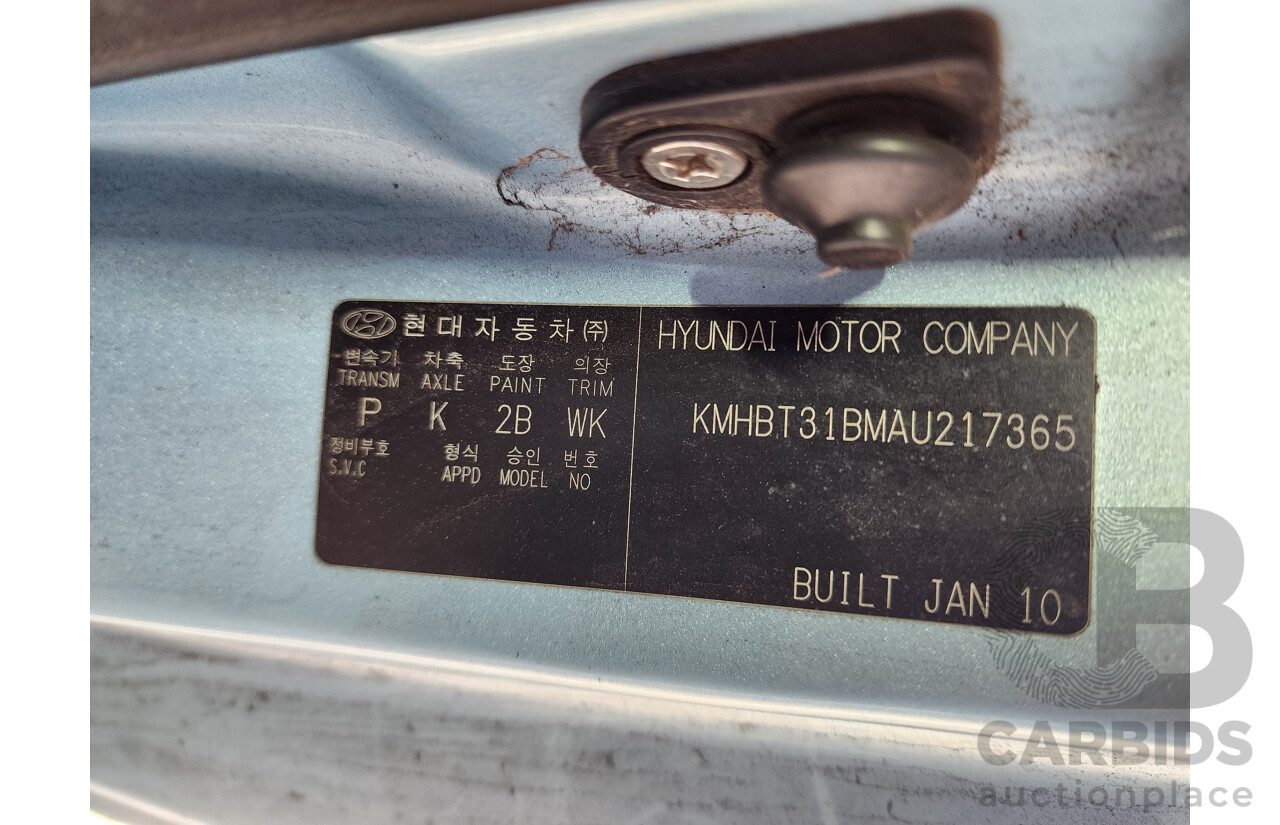 현대자동차(주)
변속기 차축 도장 의장
TRANSM AXLE PAINT TRIM
P K 2B WK
정비부호 형식 승인 번호
S.V.C APPD MODEL NO
HYUNDAI MOTOR COMPANY
KMHBT31BMAU217365
BUILT JAN 10
B
CARBIDS
auctionplace